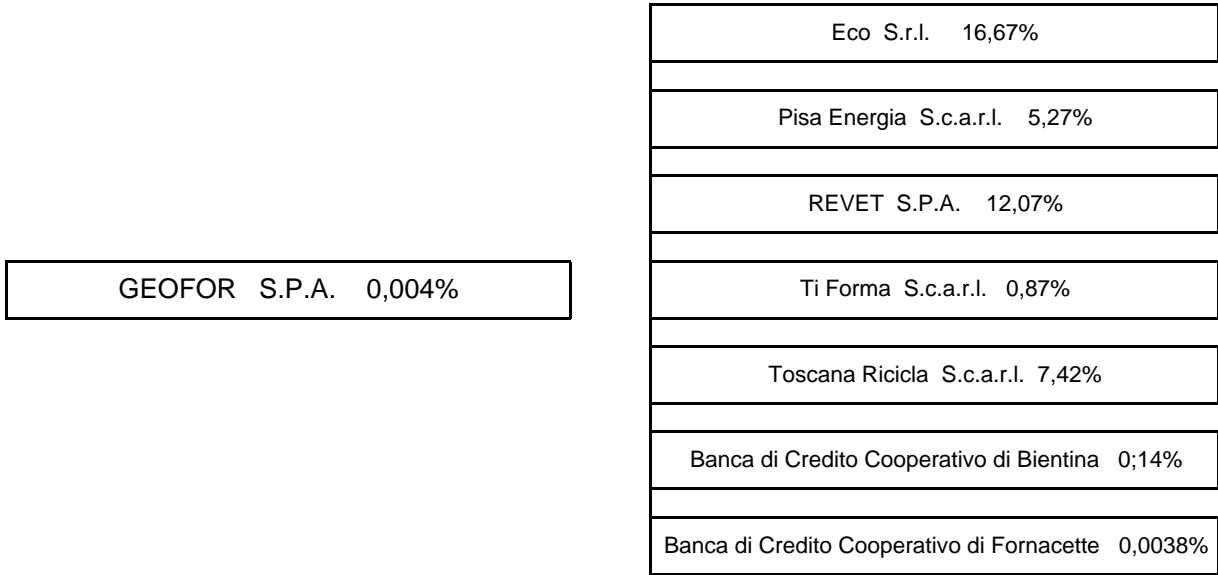 Eco S.r.l. 16,67%
Pisa Energia S.c.a.r.l. 5,27%
REVET S.P.A. 12,07%
GEOFOR S.P.A. 0,004%
Ti Forma S.c.a.r.l. 0,87%
Toscana Ricicla S.c.a.r.l. 7,42%
Banca di Credito Cooperativo di Bientina 0;14%
Banca di Credito Cooperativo di Fornacette 0,0038%